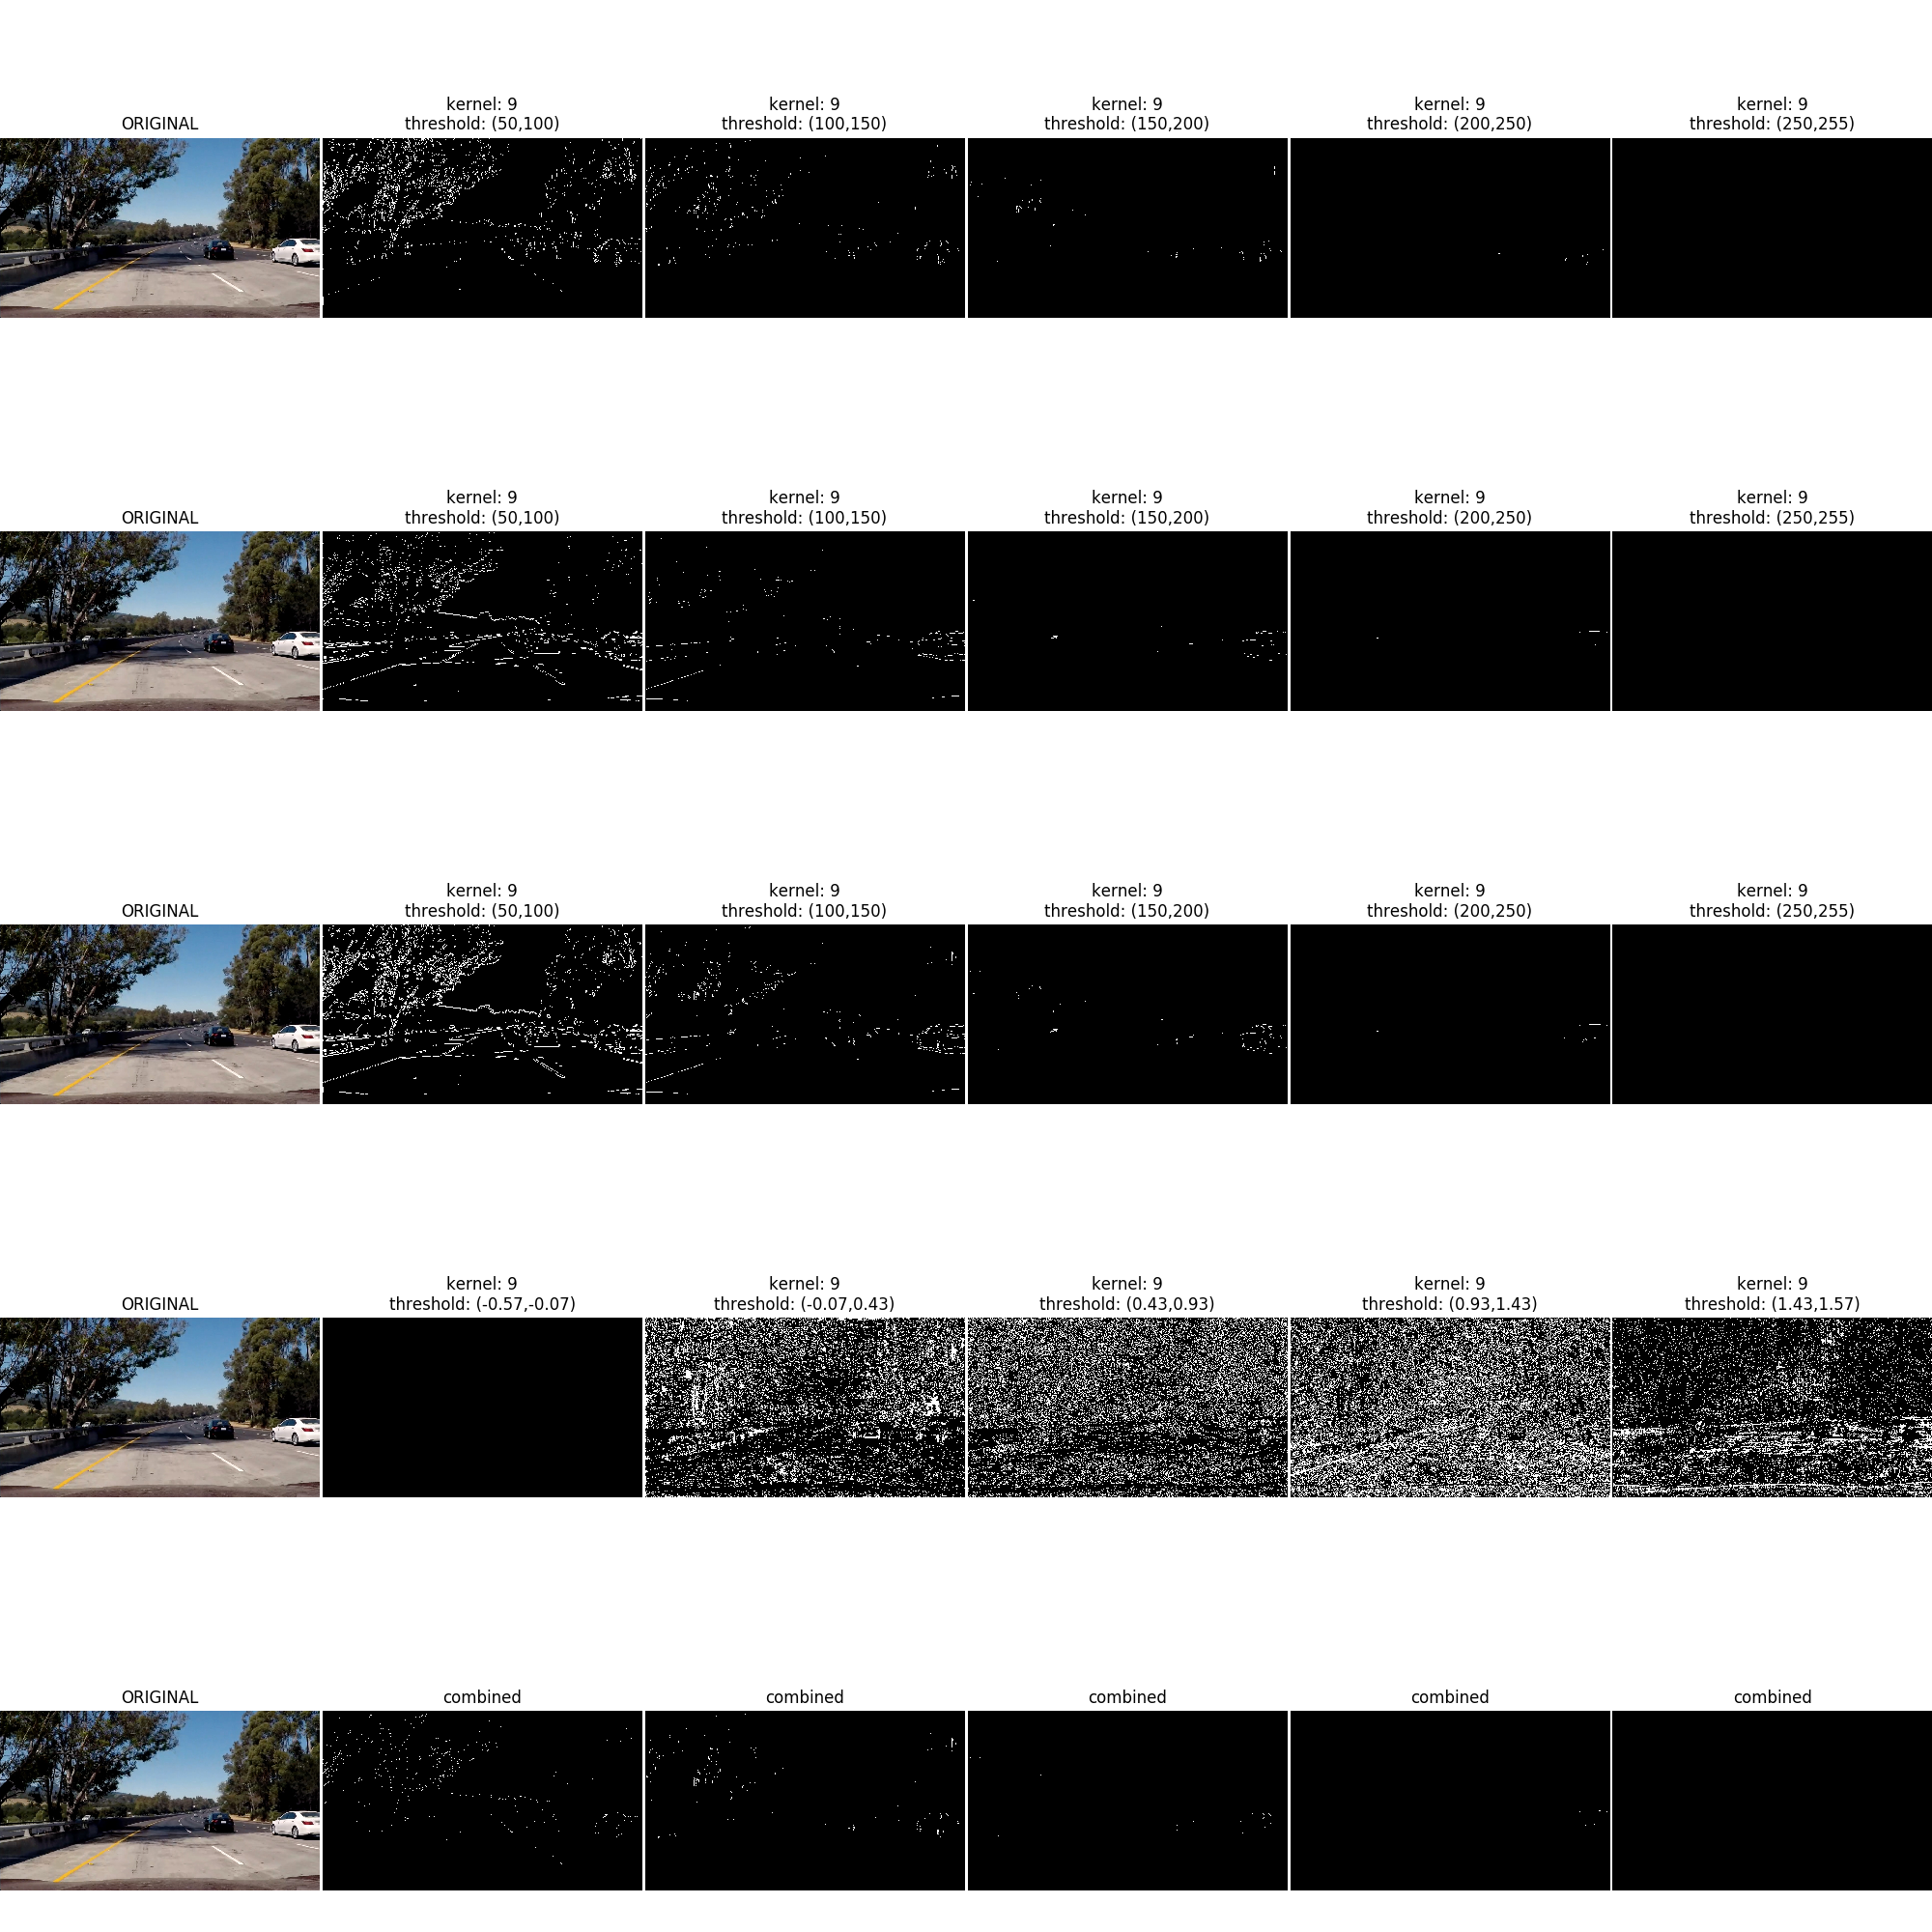 kernel: 9 kernel: 9 kernel: 9 kernel: 9 kernel: 9
ORIGINAL threshold: (50,100) threshold: (100,150) threshold: (150,200) threshold: (200,250) threshold: (250,255)
kernel: 9 kernel: 9 kernel: 9 kernel: 9 kernel: 9
ORIGINAL threshold: (50,100) threshold: (100,150) threshold: (150,200) threshold: (200,250) threshold: (250,255)
kernel: 9 kernel: 9 kernel: 9 kernel: 9 kernel: 9
ORIGINAL threshold: (50,100) threshold: (100,150) threshold: (150,200) threshold: (200,250) threshold: (250,255)
kernel: 9 kernel: 9 kernel: 9 kernel: 9 kernel: 9
ORIGINAL threshold: (-0.57,-0.07) threshold: (-0.07,0.43) threshold: (0.43,0.93) threshold: (0.93,1.43) threshold: (1.43,1.57)
ORIGINAL combined combined combined combined combined